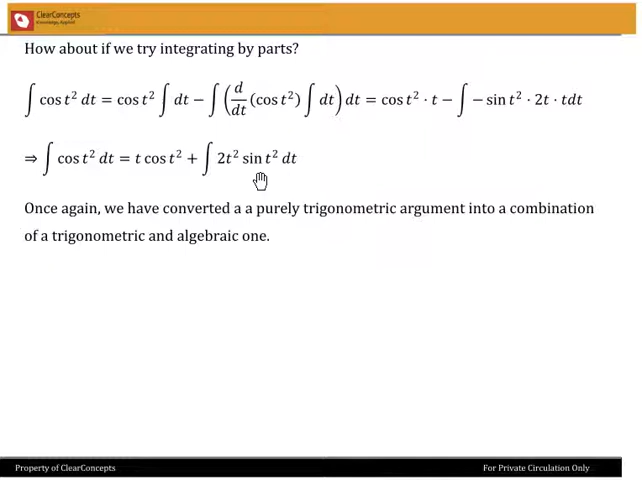 ClearConcepts
Knowledge, Applied
How about if we try integrating by parts?
∫ cos t² dt = cos t² ∫ dt − ∫ (d/dt (cos t²) ∫ dt) dt = cos t² · t − ∫ − sin t² · 2t · tdt
⇒ ∫ cos t² dt = t cos t² + ∫ 2t² sin t² dt
Once again, we have converted a a purely trigonometric argument into a combination
of a trigonometric and algebraic one.
Property of ClearConcepts
For Private Circulation Only